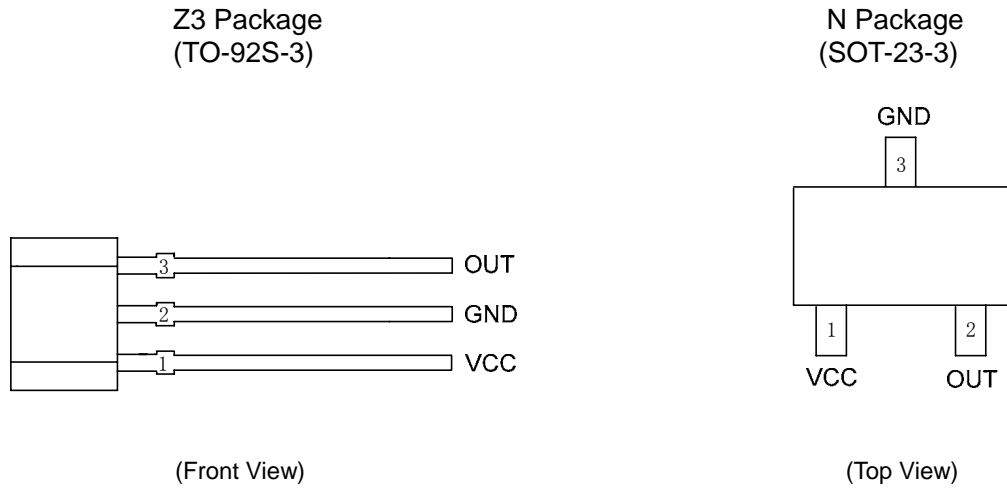 Z3 Package
(TO-92S-3)
3 OUT
2 GND
1 VCC
(Front View)
N Package
(SOT-23-3)
GND
3
1 2
VCC OUT
(Top View)